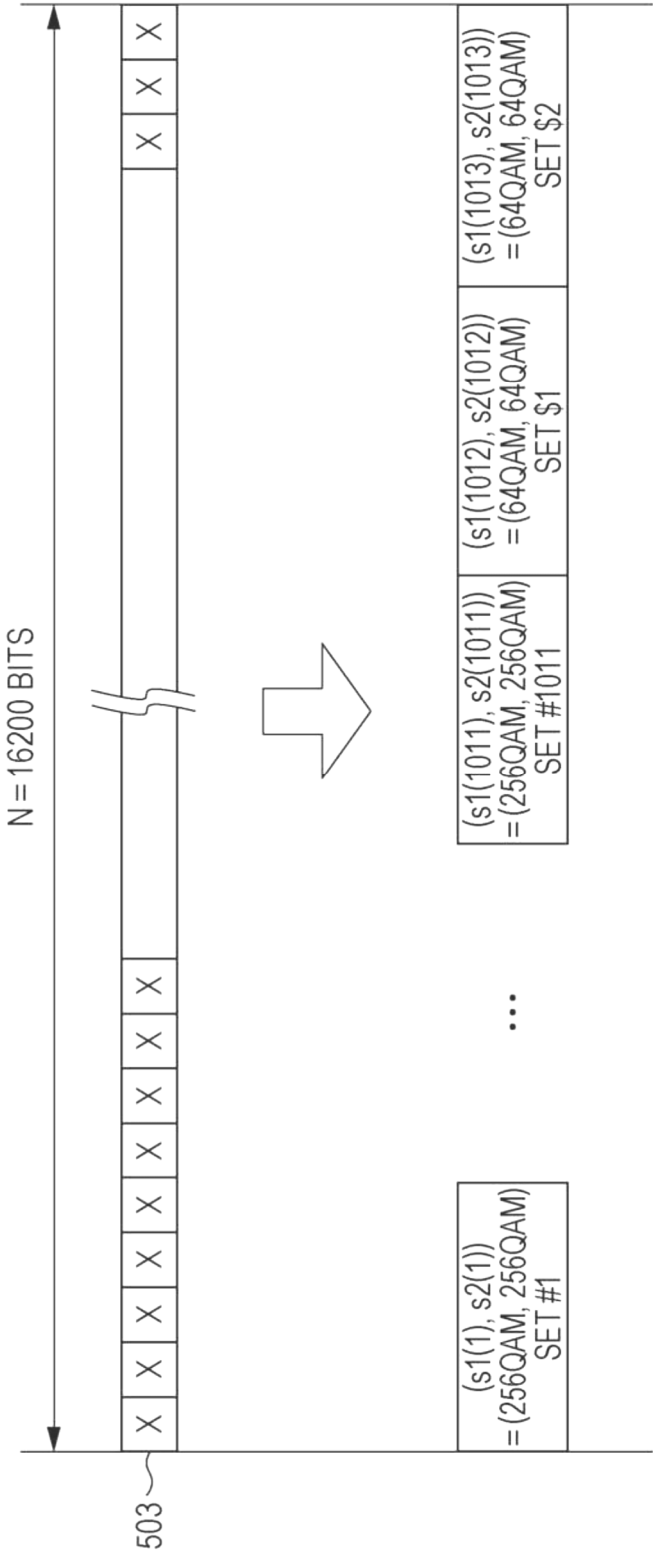 N = 16200 BITS
503
X X X X X X X X X X X X
(s1(1), s2(1))
= (256QAM, 256QAM)
SET #1
...
(s1(1011), s2(1011))
= (256QAM, 256QAM)
SET #1011
(s1(1012), s2(1012))
= (64QAM, 64QAM)
SET $1
(s1(1013), s2(1013))
= (64QAM, 64QAM)
SET $2